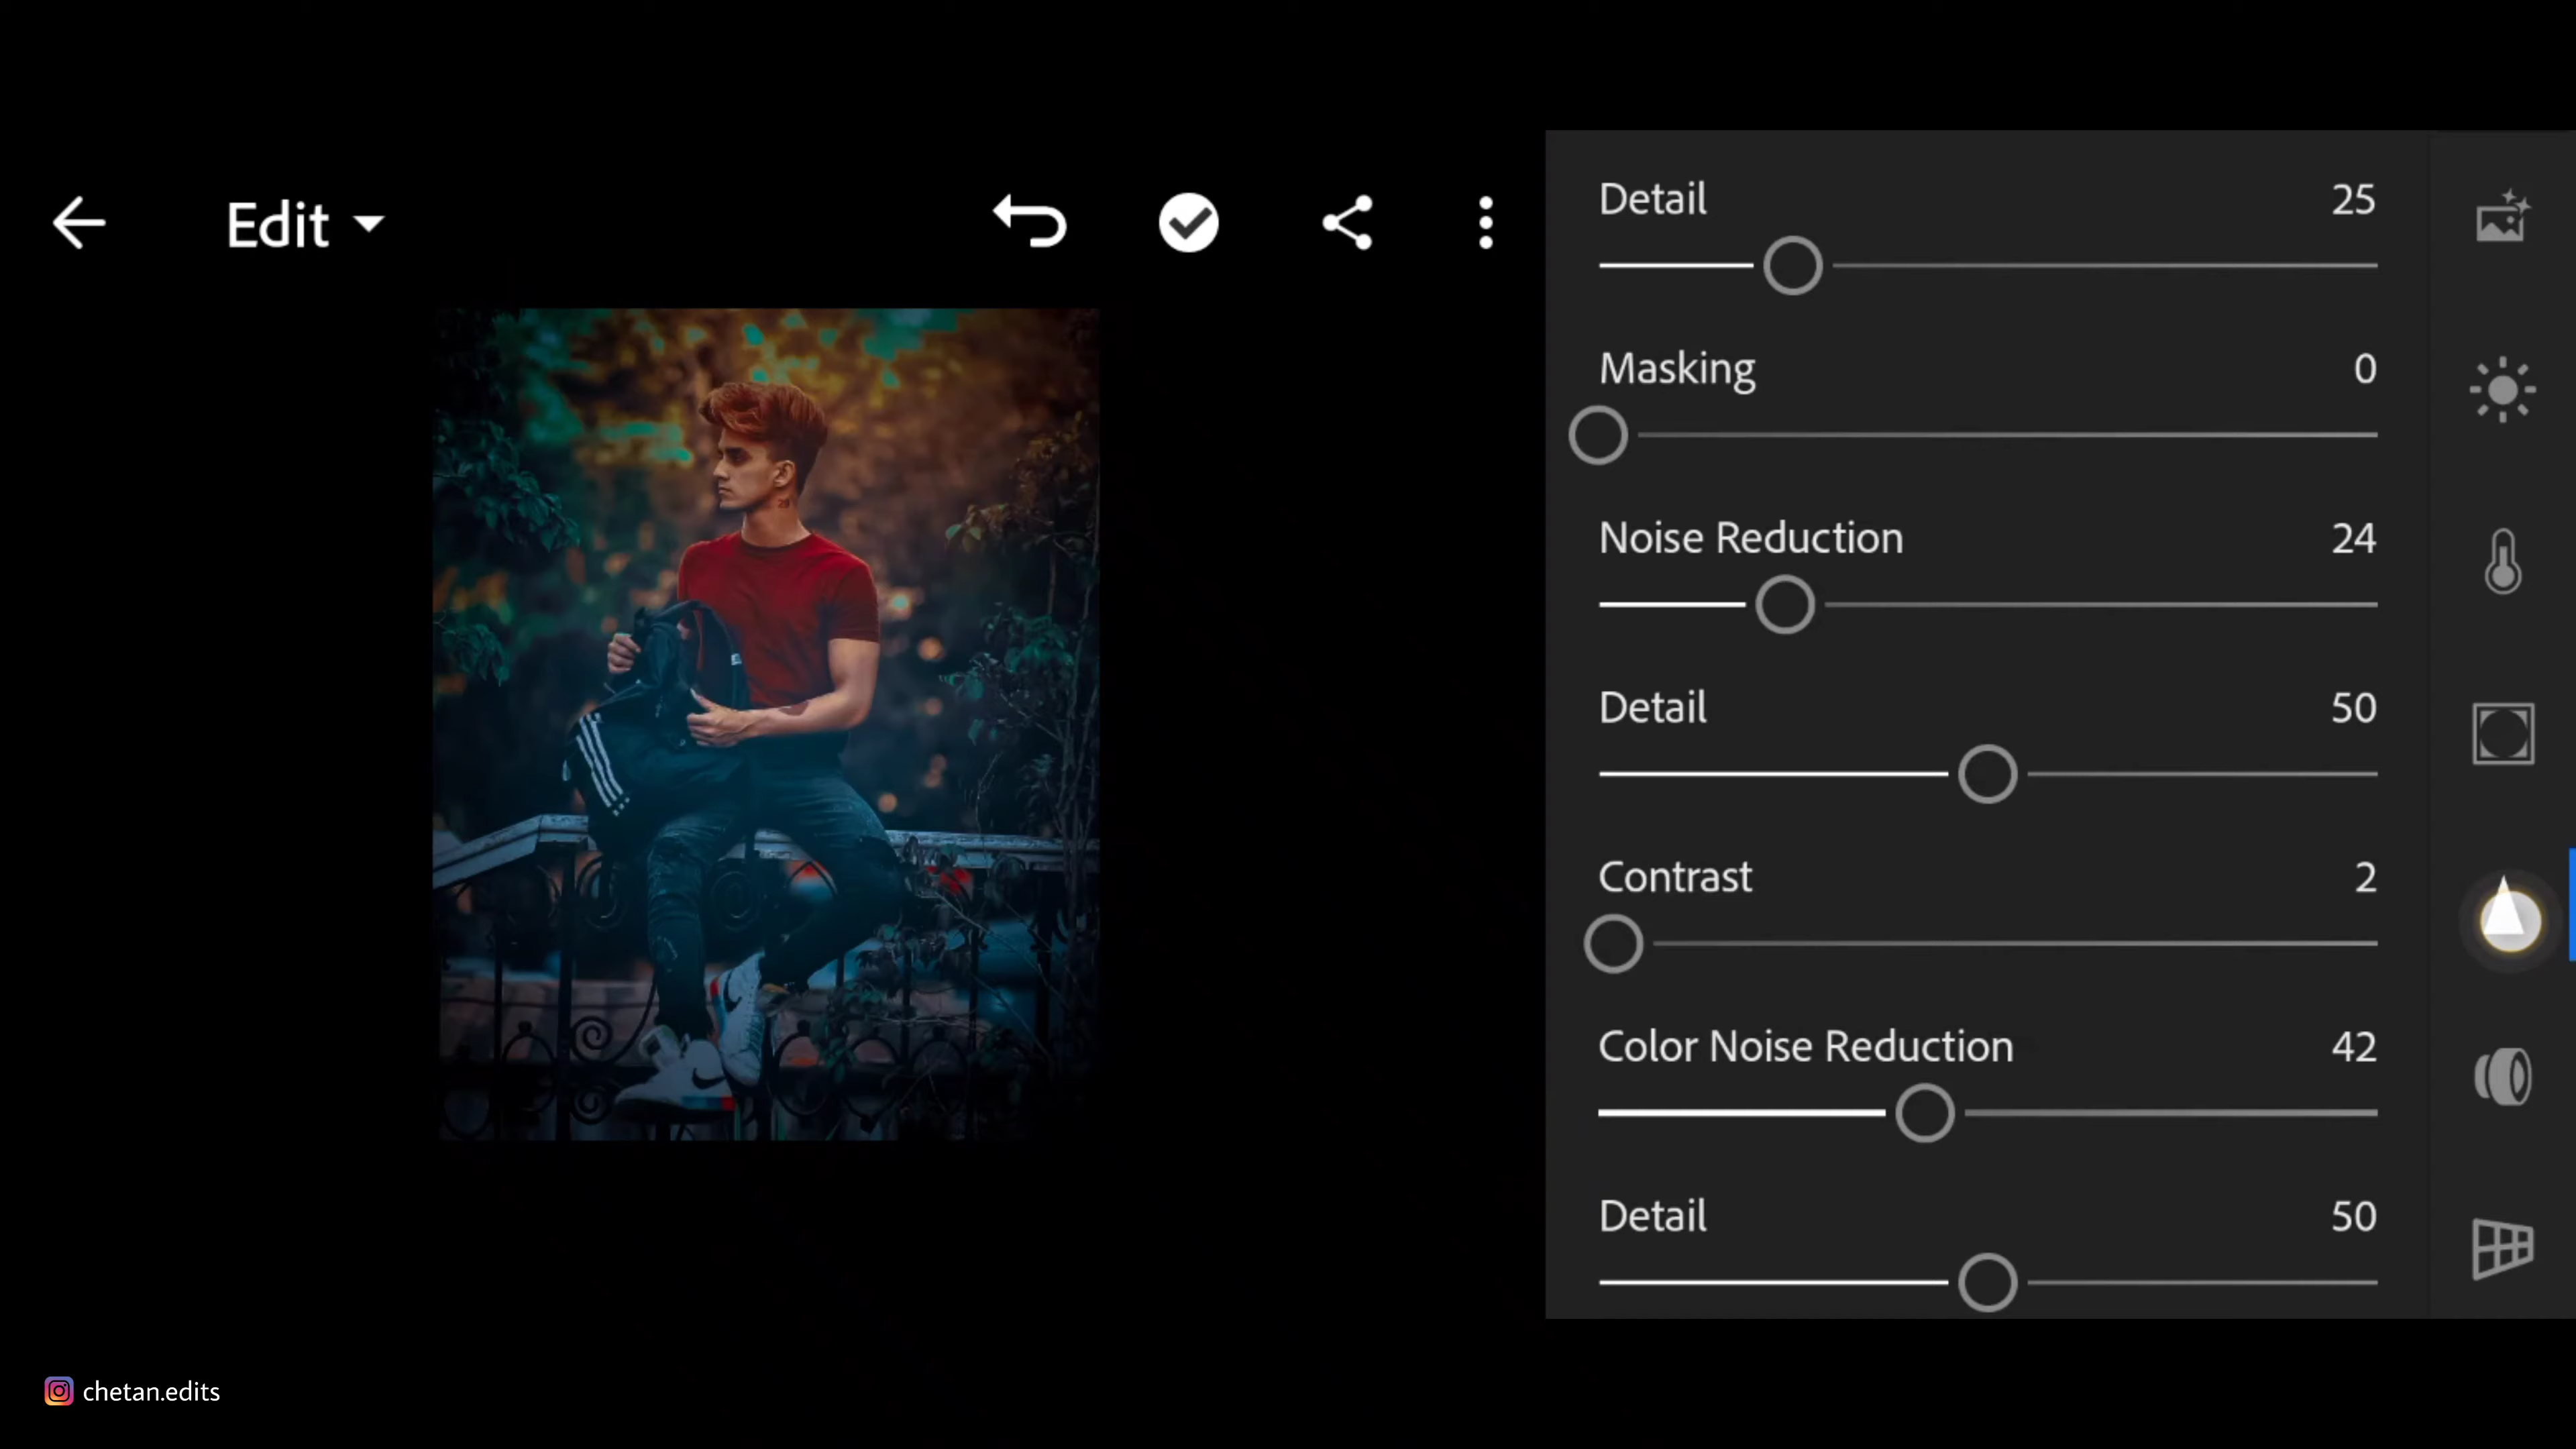 Edit
Detail 25
Masking 0
Noise Reduction 24
Detail 50
Contrast 2
Color Noise Reduction 42
Detail 50
chetan.edits